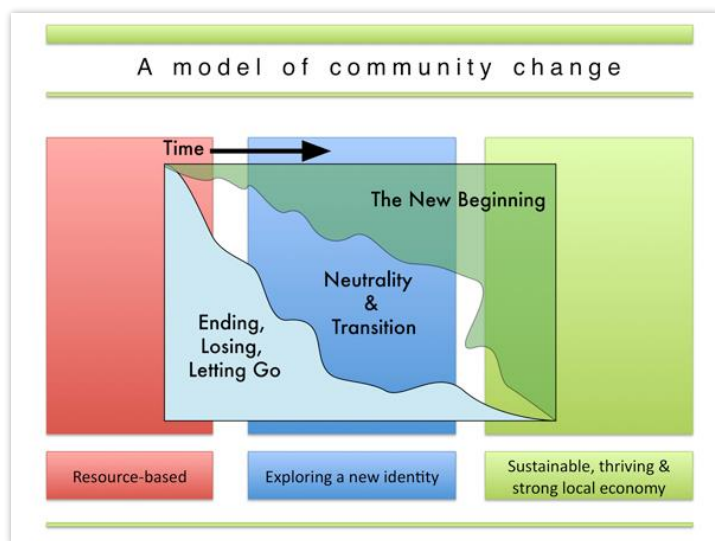 A model of community change
Time
The New Beginning
Neutrality
&
Transition
Ending,
Losing,
Letting Go
Resource-based
Exploring a new identity
Sustainable, thriving &
strong local economy